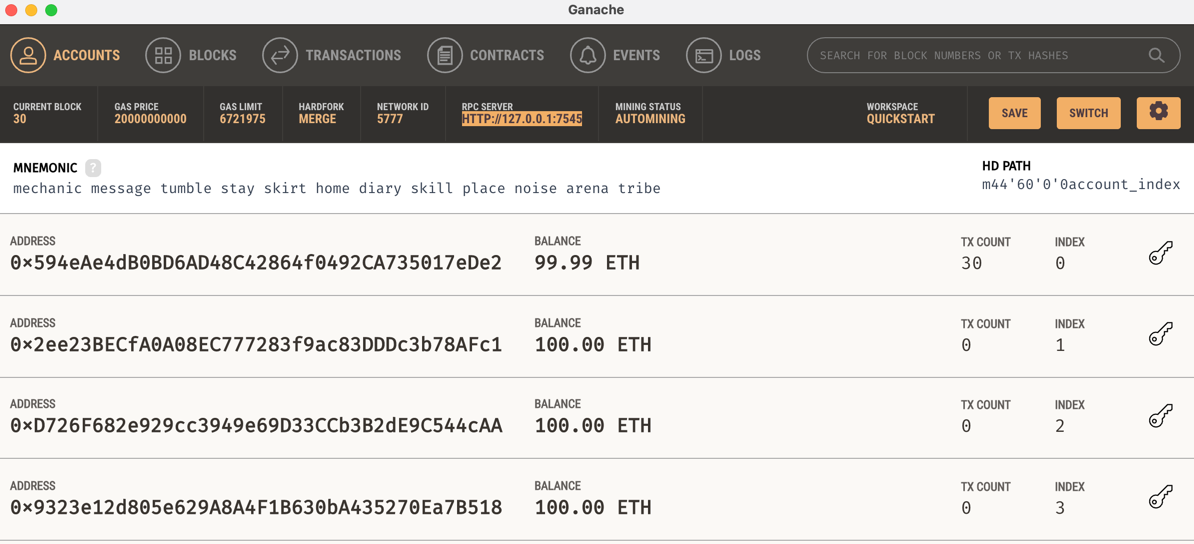 Ganache
ACCOUNTS BLOCKS TRANSACTIONS CONTRACTS EVENTS LOGS SEARCH FOR BLOCK NUMBERS OR TX HASHES
CURRENT BLOCK GAS PRICE GAS LIMIT HARDFORK NETWORK ID RPC SERVER MINING STATUS WORKSPACE
30 20000000000 6721975 MERGE 5777 HTTP://127.0.0.1:7545 AUTOMINING QUICKSTART SAVE SWITCH
MNEMONIC ? HD PATH
mechanic message tumble stay skirt home diary skill place noise arena tribe m44'60'0'0account_index
ADDRESS BALANCE TX COUNT INDEX
0×594eAe4dB0BD6AD48C42864f0492CA735017eDe2 99.99 ETH 30 0
ADDRESS BALANCE TX COUNT INDEX
0×2ee23BECfA0A08EC777283f9ac83DDDc3b78AFc1 100.00 ETH 0 1
ADDRESS BALANCE TX COUNT INDEX
0×D726F682e929cc3949e69D33CCb3B2dE9C544cAA 100.00 ETH 0 2
ADDRESS BALANCE TX COUNT INDEX
0×9323e12d805e629A8A4F1B630bA435270Ea7B518 100.00 ETH 0 3